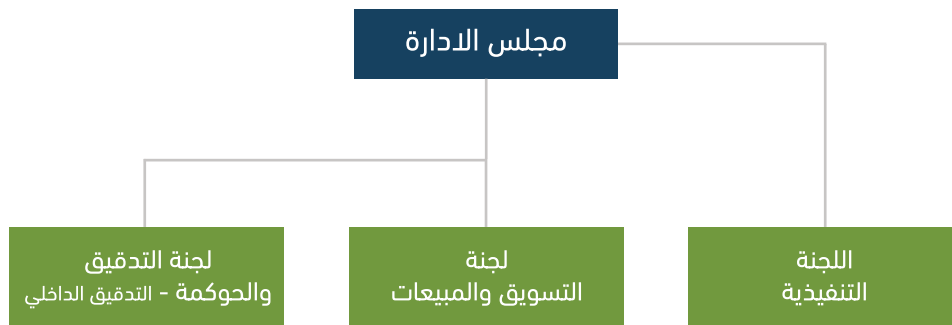 مجلس الادارة
اللجنة
التنفيذية
لجنة
التسويق والمبيعات
لجنة التدقيق
والحوكمة - التدقيق الداخلي